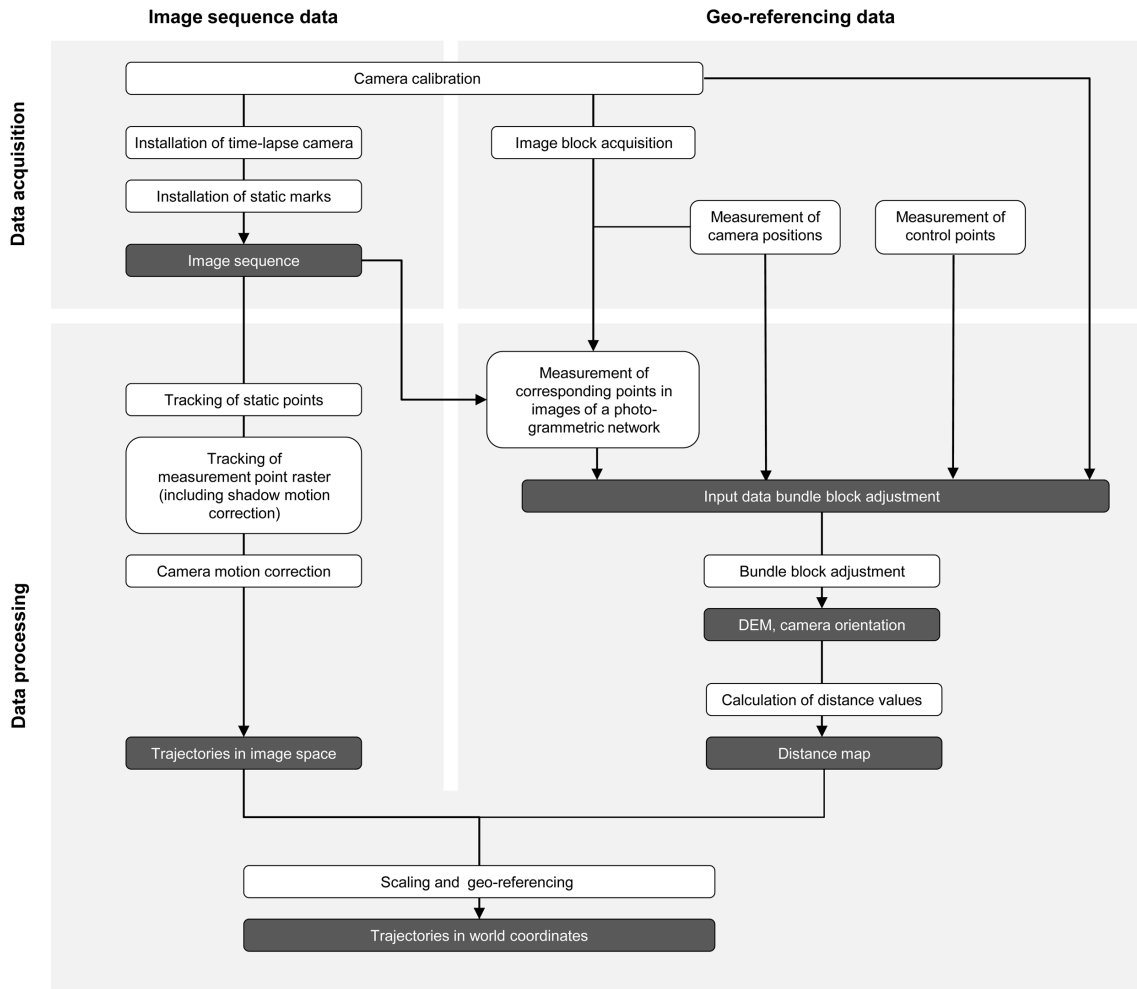 Image sequence data
Geo-referencing data
Data acquisition
Camera calibration
Installation of time-lapse camera
Image block acquisition
Installation of static marks
Measurement of
camera positions
Measurement of
control points
Image sequence
Data processing
Measurement of
corresponding points in
images of a photo-
grammetric network
Tracking of static points
Tracking of
measurement point raster
(including shadow motion
correction)
Input data bundle block adjustment
Camera motion correction
Bundle block adjustment
DEM, camera orientation
Calculation of distance values
Trajectories in image space
Distance map
Scaling and geo-referencing
Trajectories in world coordinates